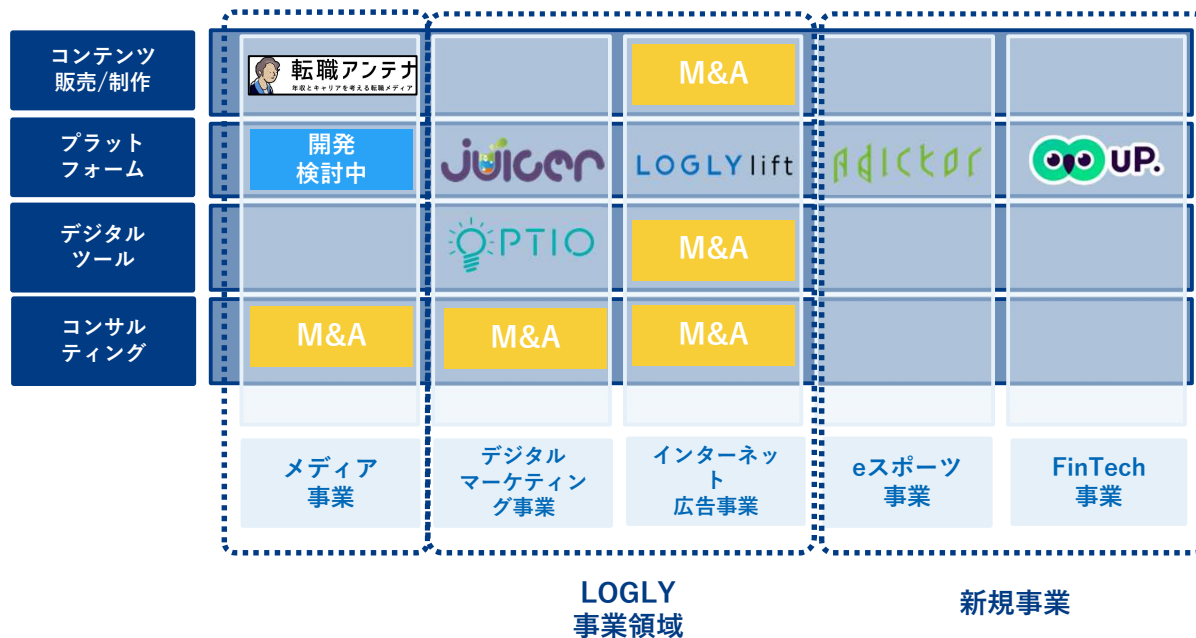 コンテンツ
販売/制作
転職アンテナ
年収とキャリアを考える転職メディア
M&A
プラット
フォーム
開発
検討中
juicer
LOGLY lift
Adictor
UP.
デジタル
ツール
OPTIO
M&A
コンサル
ティング
M&A
M&A
M&A
メディア
事業
デジタル
マーケティン
グ事業
インターネッ
ト
広告事業
eスポーツ
事業
FinTech
事業
LOGLY
事業領域
新規事業